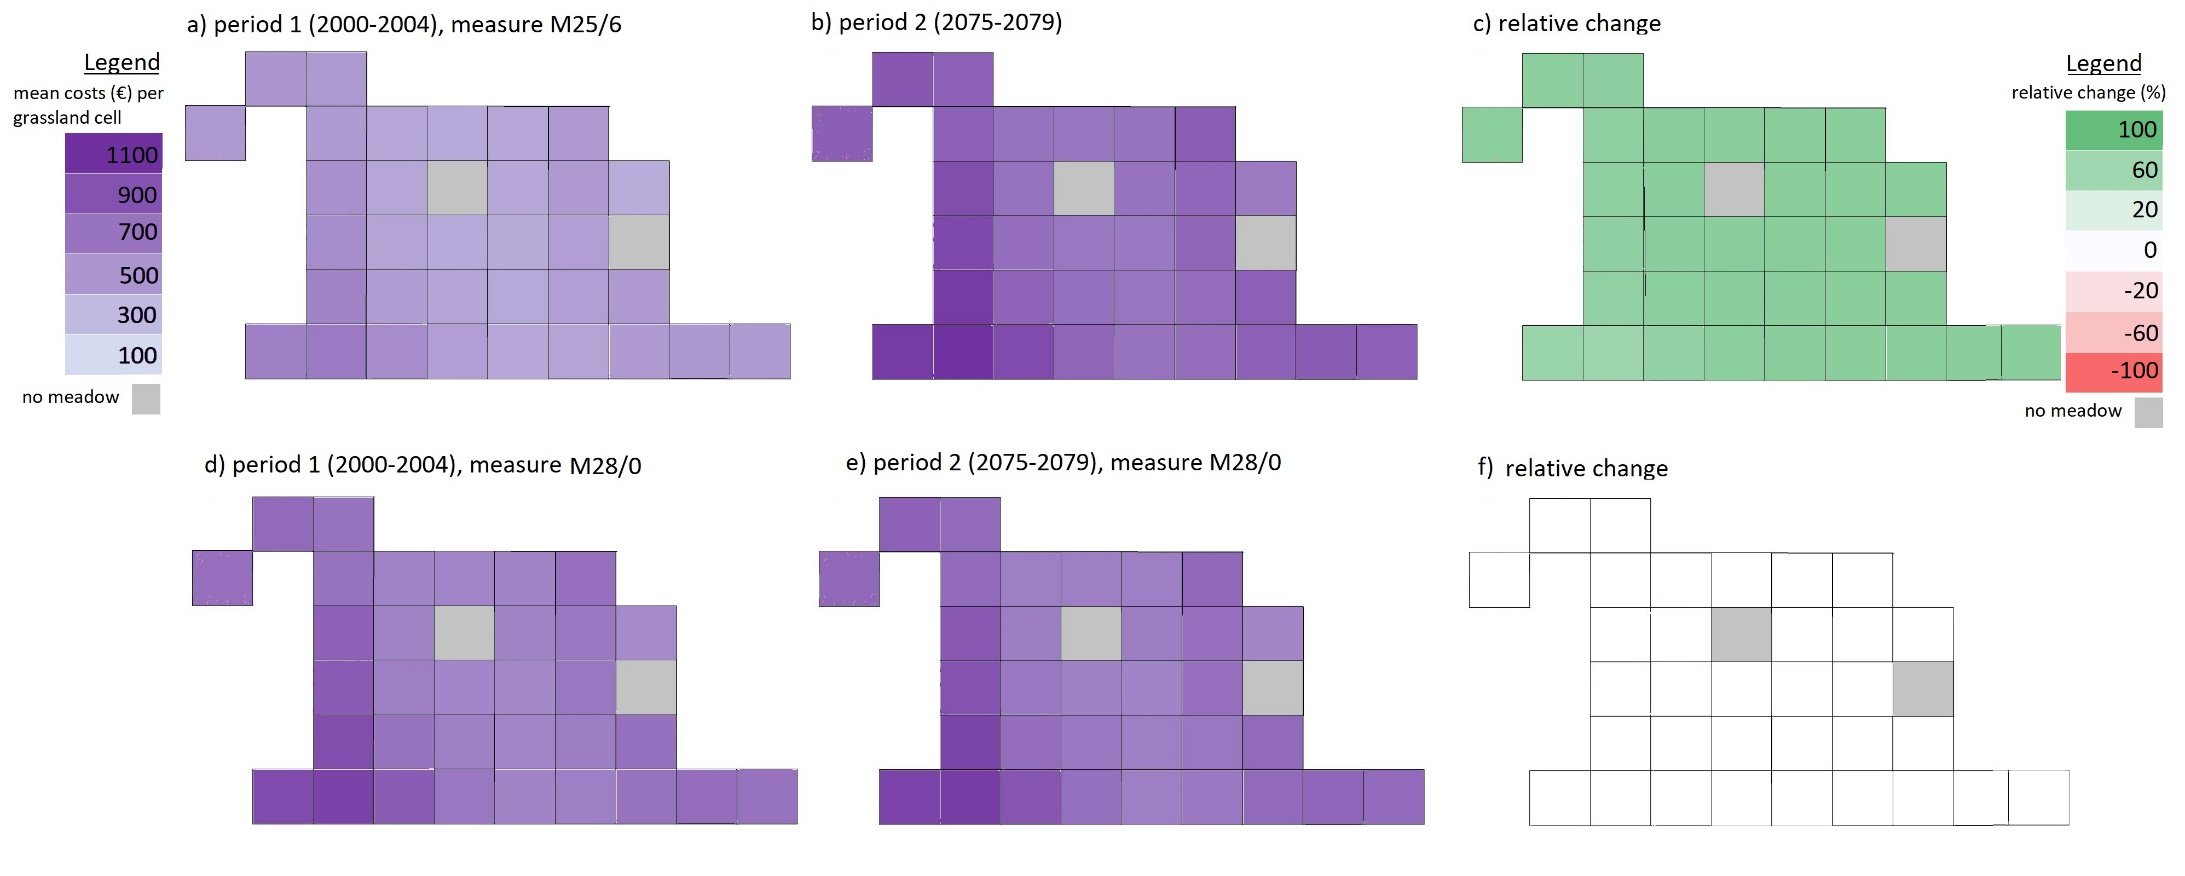 a) period 1 (2000-2004), measure M25/6
b) period 2 (2075-2079)
c) relative change
Legend
mean costs (€) per
grassland cell
1100
900
700
500
300
100
no meadow
Legend
relative change (%)
100
60
20
0
-20
-60
-100
no meadow
d) period 1 (2000-2004), measure M28/0
e) period 2 (2075-2079), measure M28/0
f) relative change